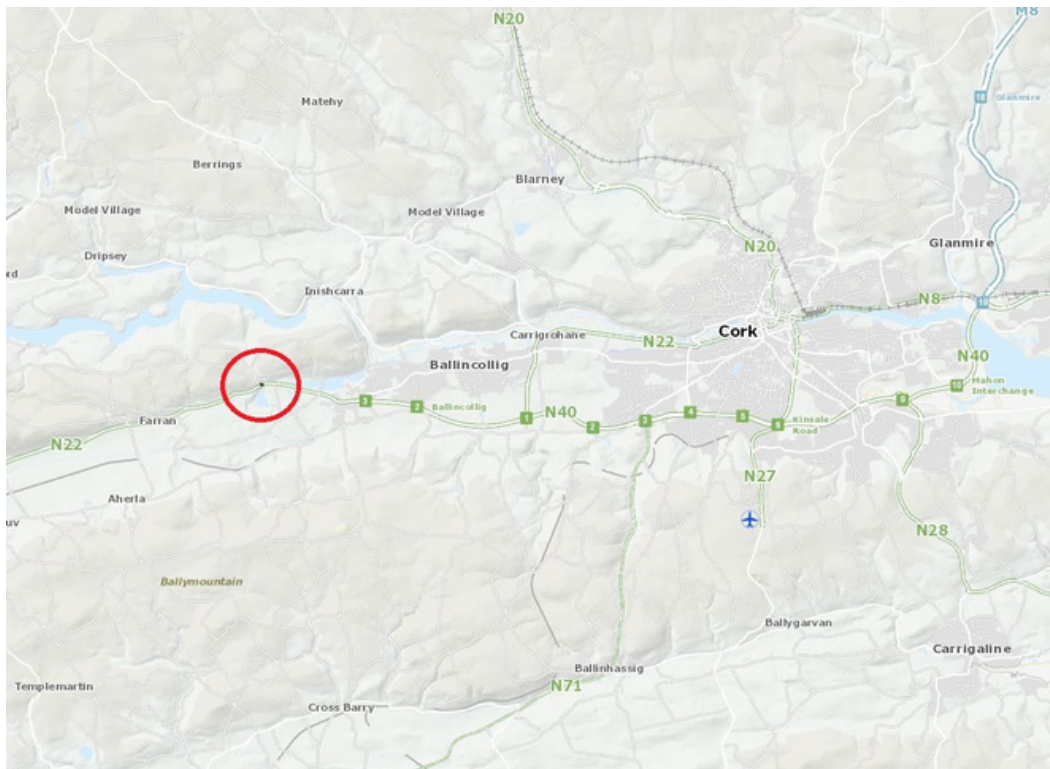 N20
M8
18
Glanmire
Matehy
Berrings
Blarney
Model Village
Model Village
N20
Glanmire
Dripsey
rd
Inishcarra
N8
Carrigrohane
N22
Cork
Ballincollig
N40
10
Mahon
Interchange
3
2
Ballincollig
1
N40
2
3
4
5
6
Kinsale
Road
9
Farran
N22
N27
Aherla
uv
N28
Ballymountain
Ballygarvan
Carrigaline
Ballinhassig
N71
Templemartin
Cross Barry